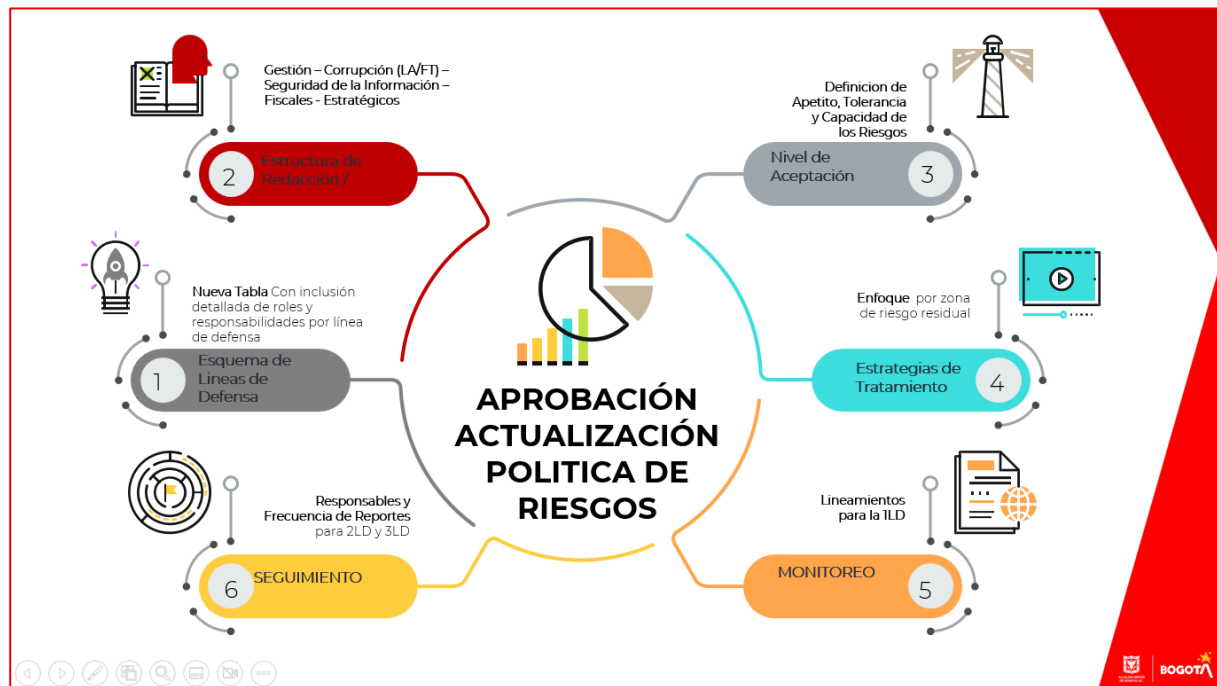 Gestión – Corrupción (LA/FT) –
Seguridad de la Información –
Fiscales - Estratégicos
2
Estructura de
Redacción /
Definicion de
Apetito, Tolerancia
y Capacidad de
los Riesgos
Nivel de
Aceptación
3
Nueva Tabla Con inclusión
detallada de roles y
responsabilidades por línea
de defensa
1
Esquema de
Lineas de
Defensa
Enfoque por zona
de riesgo residual
Estrategias de
Tratamiento
4
APROBACIÓN
ACTUALIZACIÓN
POLITICA DE
RIESGOS
Responsables y
Frecuencia de Reportes
para 2LD y 3LD
6
SEGUIMIENTO
Lineamientos
para la 1LD
MONITOREO
5
BOGOTÁ